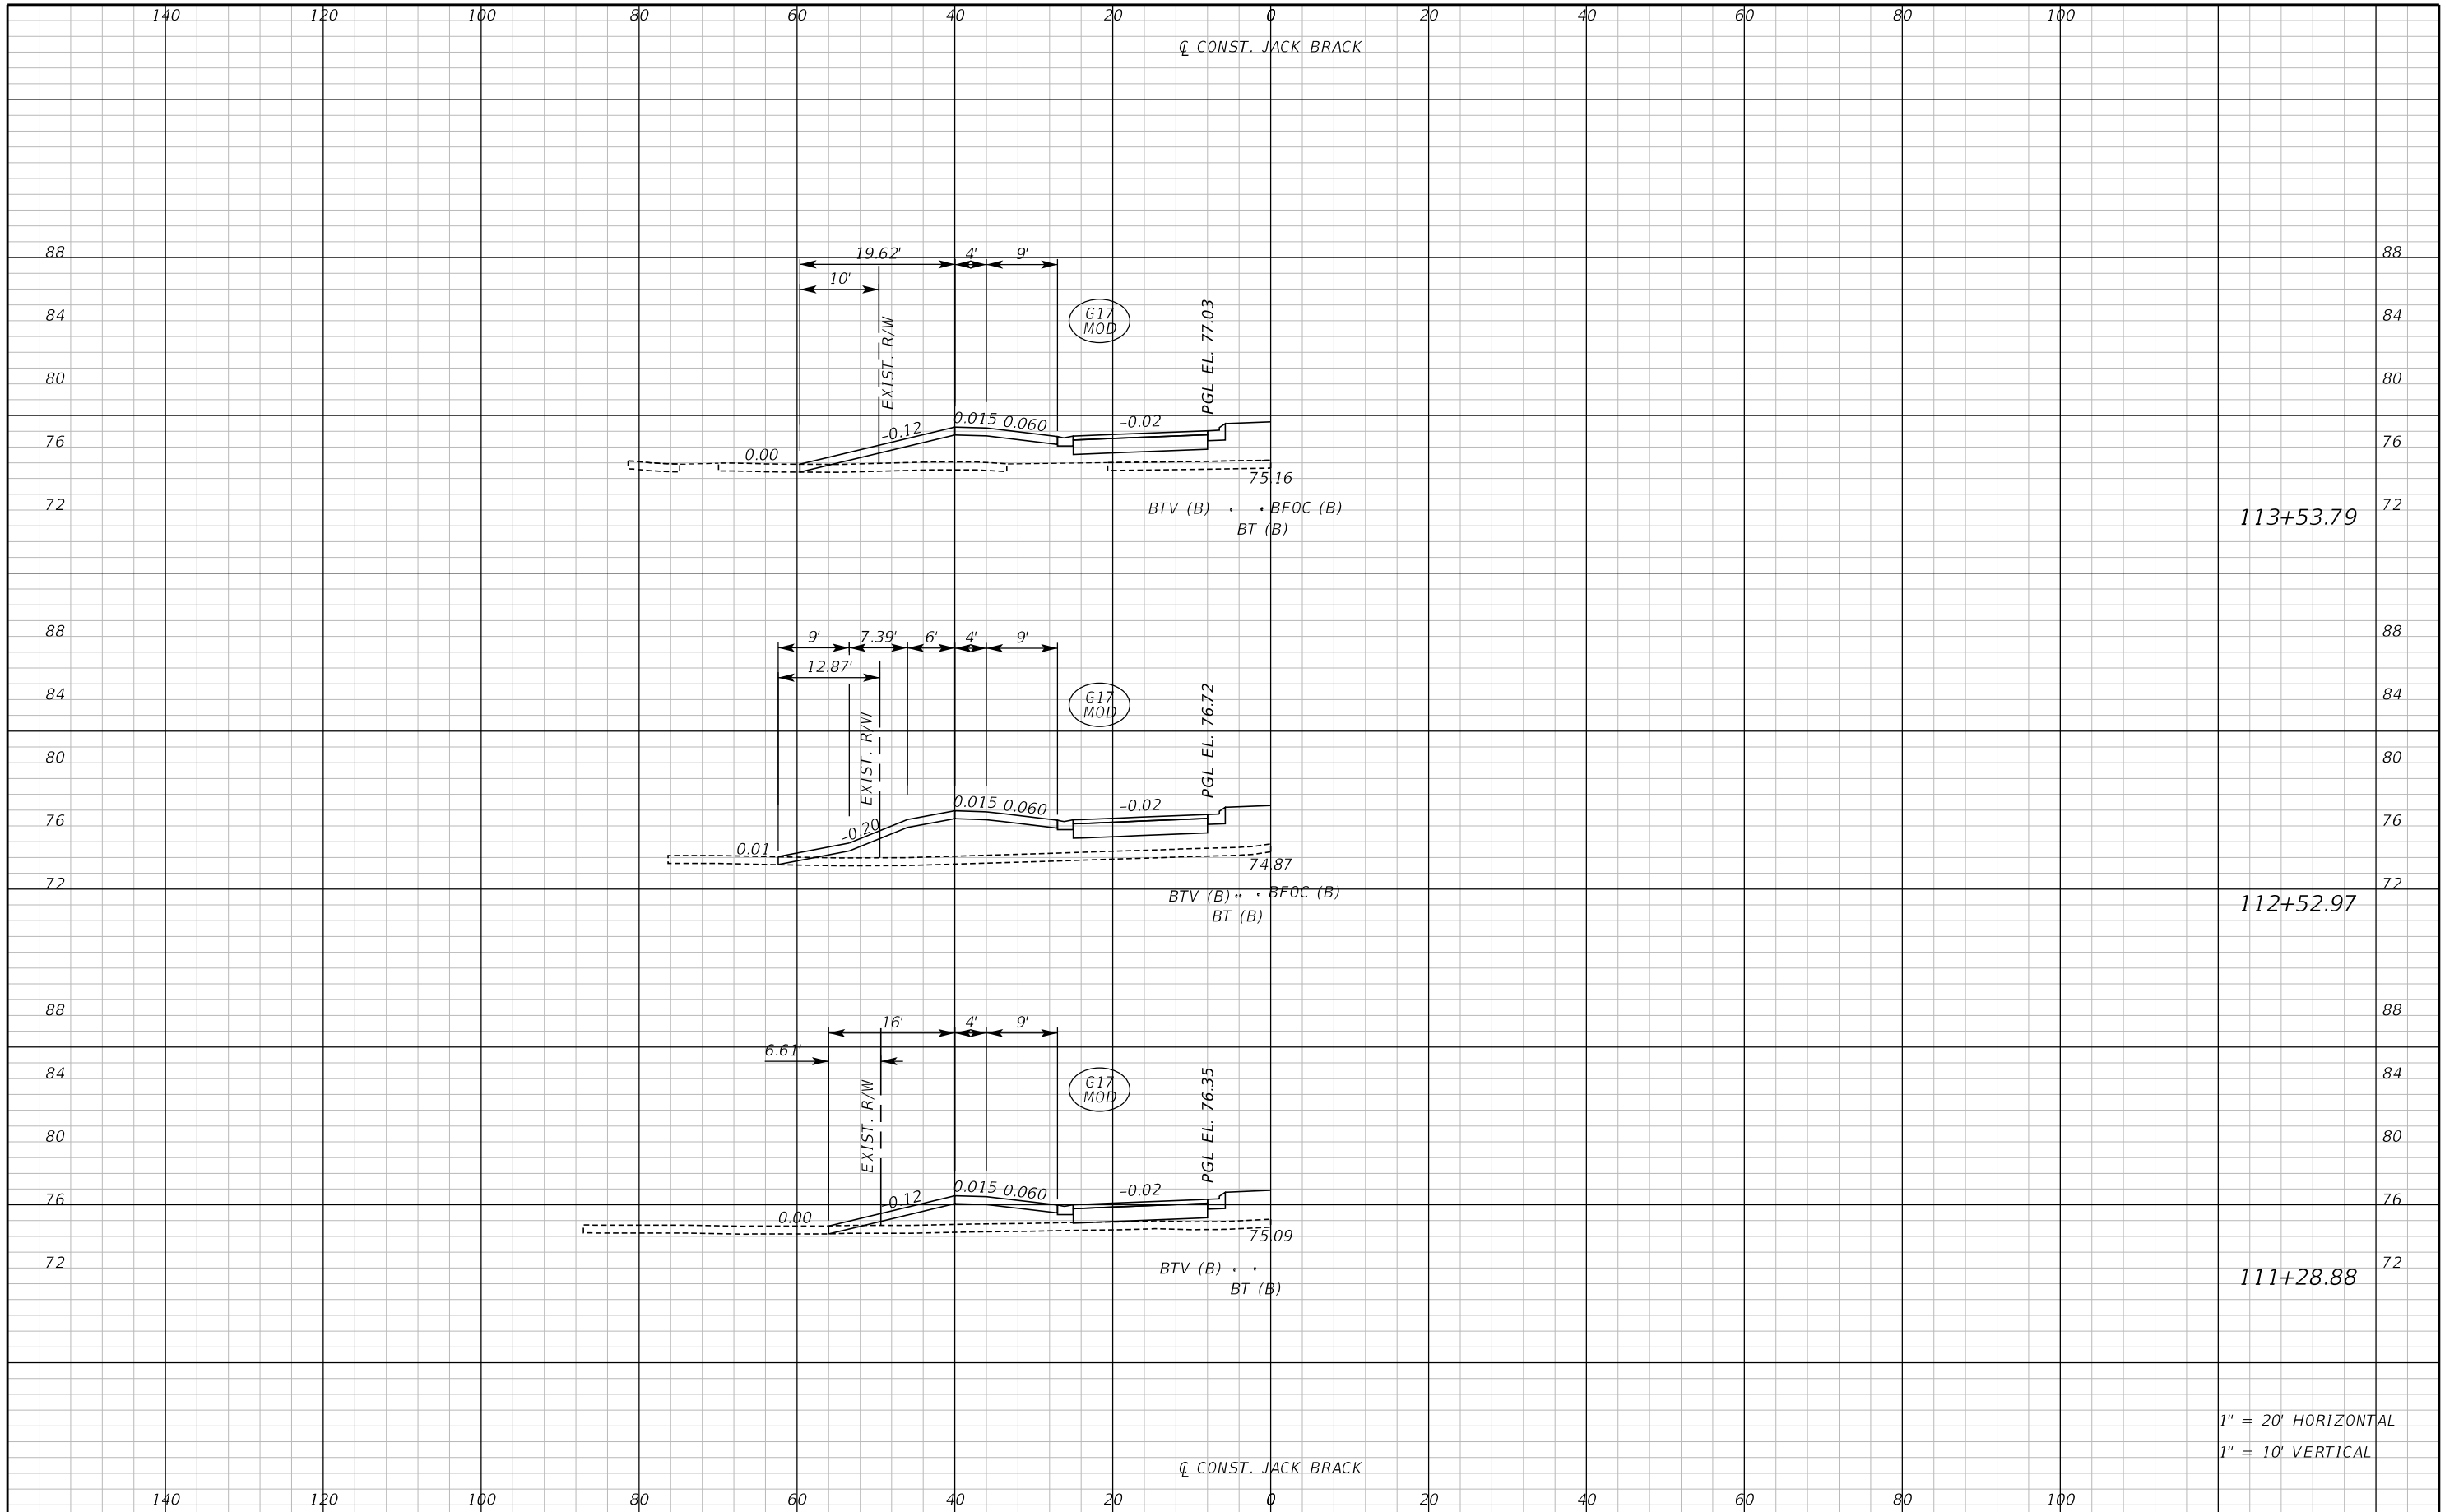 140 120 100 80 60 40 20 0 20 40 60 80 100
℄ CONST. JACK BRACK
88 19.62' 4' 9' 88
10'
84 EXIST. R/W G17 MOD PGL EL. 77.03 84
80 80
76 0.00 -0.12 0.015 0.060 -0.02 76
75.16
72 BTV (B) BFOC (B) 72
BT (B)
113+53.79
88 9' 7.39' 6' 4' 9' 88
12.87'
84 EXIST. R/W G17 MOD PGL EL. 76.72 84
80 80
76 0.01 -0.20 0.015 0.060 -0.02 76
74.87
72 BTV (B) BFOC (B) 72
BT (B)
112+52.97
88 16' 4' 9' 88
6.61'
84 EXIST. R/W G17 MOD PGL EL. 76.35 84
80 80
76 0.00 -0.12 0.015 0.060 -0.02 76
75.09
72 BTV (B) 72
BT (B)
111+28.88
1" = 20' HORIZONTAL
1" = 10' VERTICAL
℄ CONST. JACK BRACK
140 120 100 80 60 40 20 0 20 40 60 80 100